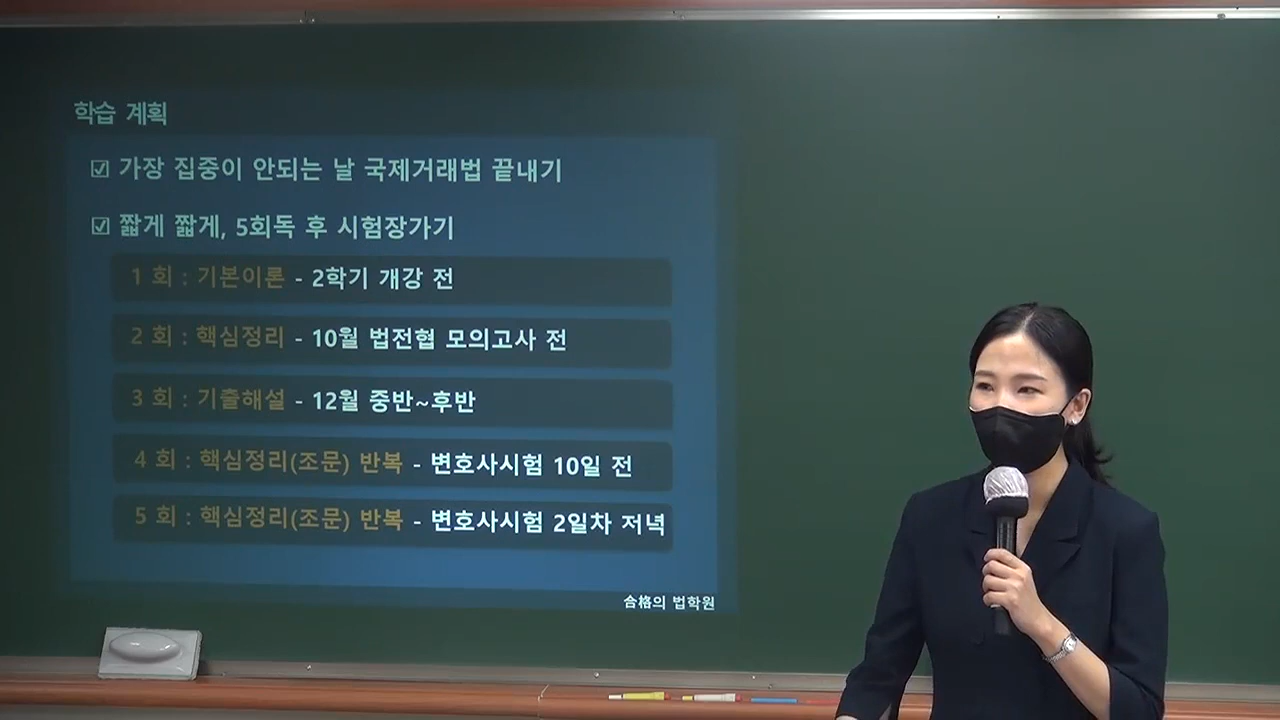 학습 계획
☑ 가장 집중이 안되는 날 국제거래법 끝내기
☑ 짧게 짧게, 5회독 후 시험장가기
1 회 : 기본이론 - 2학기 개강 전
2 회 : 핵심정리 - 10월 법전협 모의고사 전
3 회 : 기출해설 - 12월 중반~후반
4 회 : 핵심정리(조문) 반복 - 변호사시험 10일 전
5 회 : 핵심정리(조문) 반복 - 변호사시험 2일차 저녁
合格의 법학원